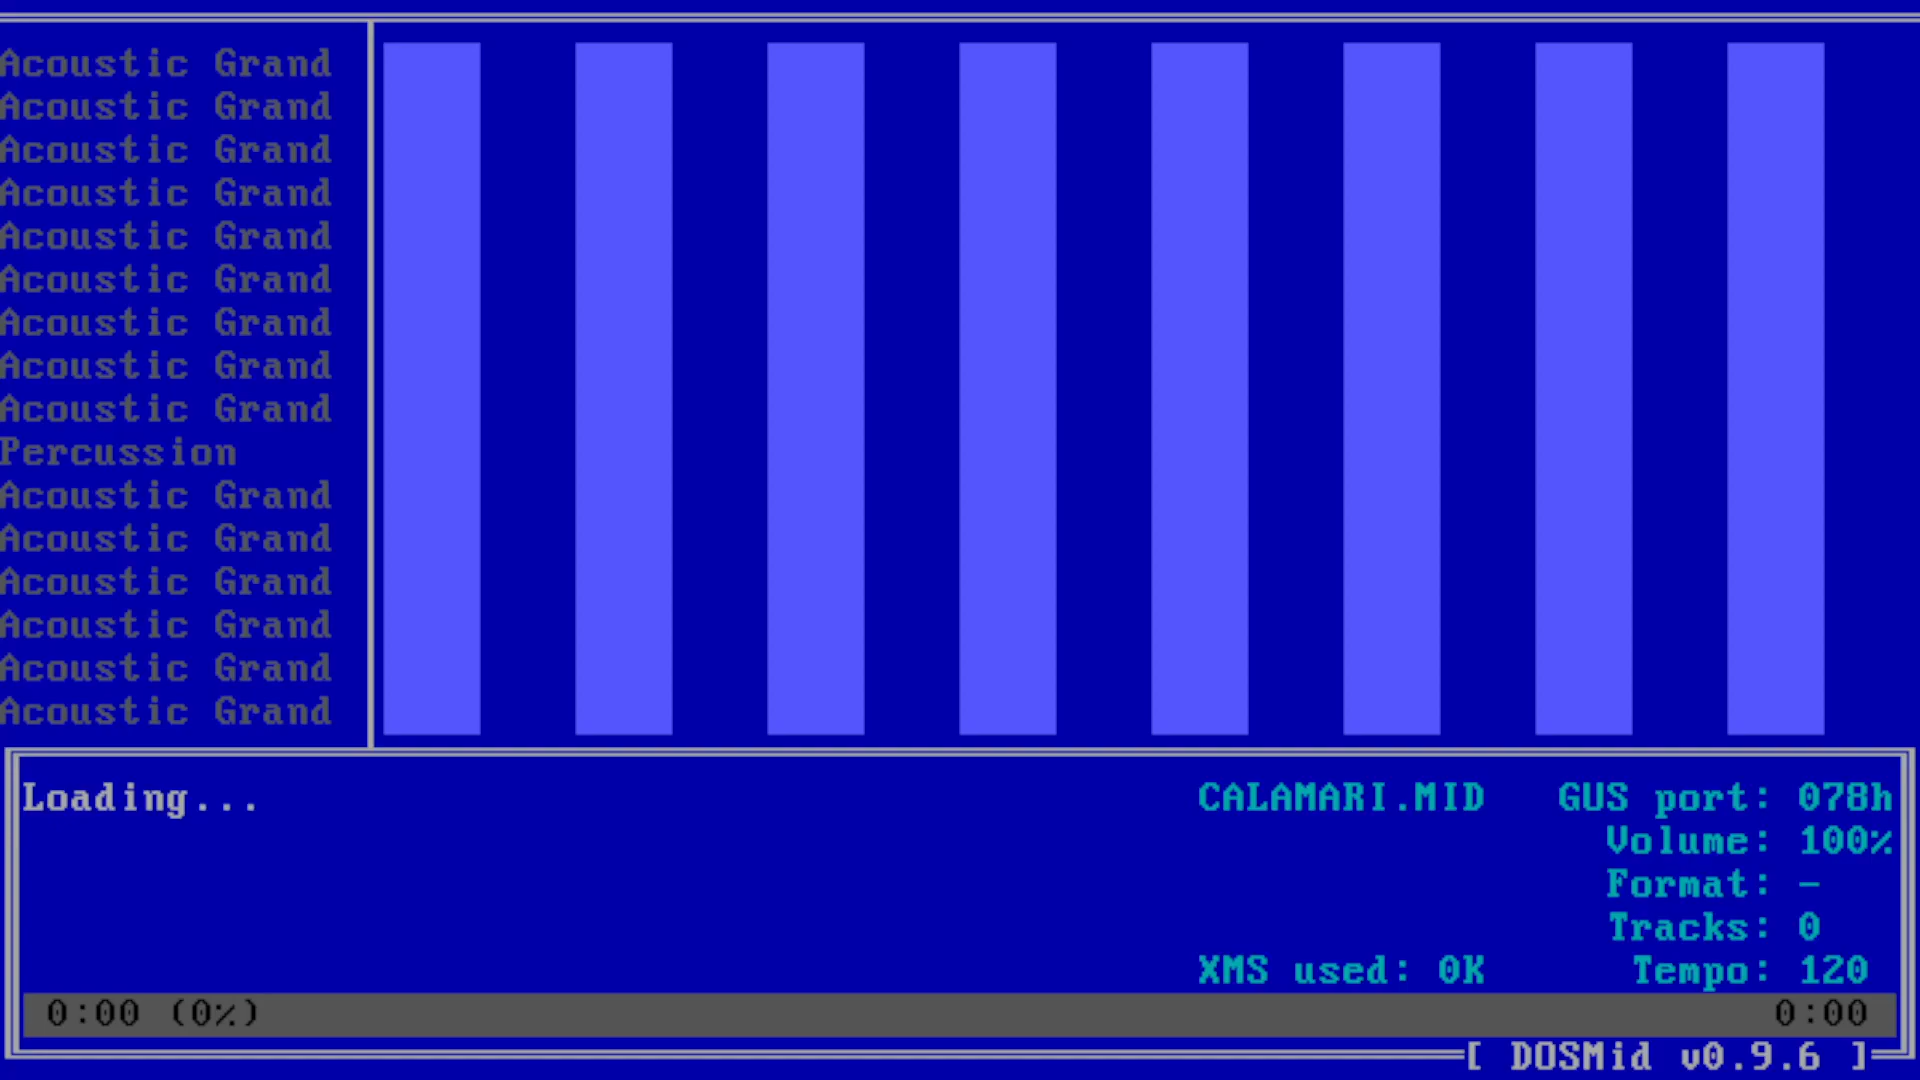 Acoustic Grand
Acoustic Grand
Acoustic Grand
Acoustic Grand
Acoustic Grand
Acoustic Grand
Acoustic Grand
Acoustic Grand
Acoustic Grand
Percussion
Acoustic Grand
Acoustic Grand
Acoustic Grand
Acoustic Grand
Acoustic Grand
Acoustic Grand
Loading... CALAMARI.MID GUS port: 078h
Volume: 100%
Format: -
Tracks: 0
XMS used: 0K Tempo: 120
0:00 (0%) 0:00
[ DOSMid v0.9.6 ]